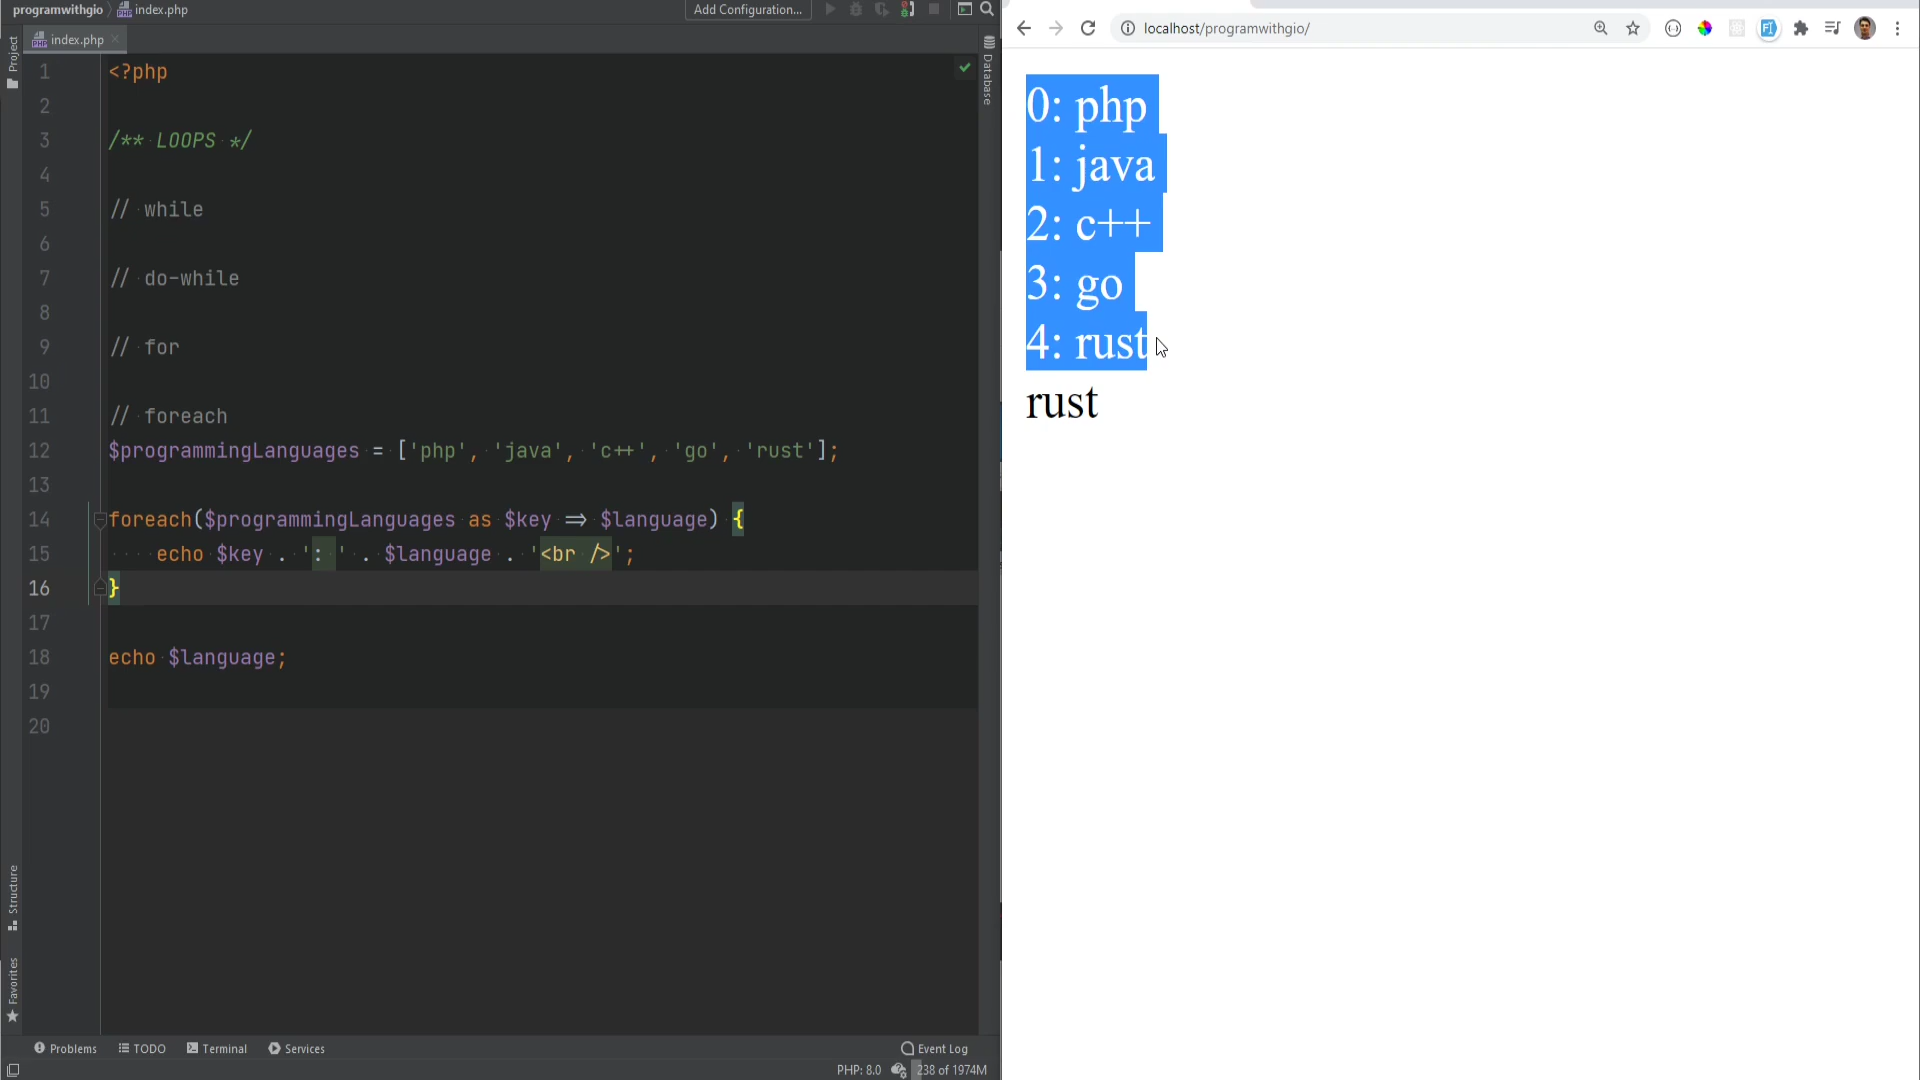 programwithgio
index.php
Add Configuration...
index.php
Project
Database
1 <?php
2
3 /** LOOPS */
4
5 // while
6
7 // do-while
8
9 // for
10
11 // foreach
12 $programmingLanguages = ['php', 'java', 'c++', 'go', 'rust'];
13
14 foreach($programmingLanguages as $key => $language) {
15 echo $key . ': ' . $language . '<br />';
16 }
17
18 echo $language;
19
20
Structure
Favorites
Problems
TODO
Terminal
Services
Event Log
PHP: 8.0
238 of 1974M
localhost/programwithgio/
0: php
1: java
2: c++
3: go
4: rust
rust